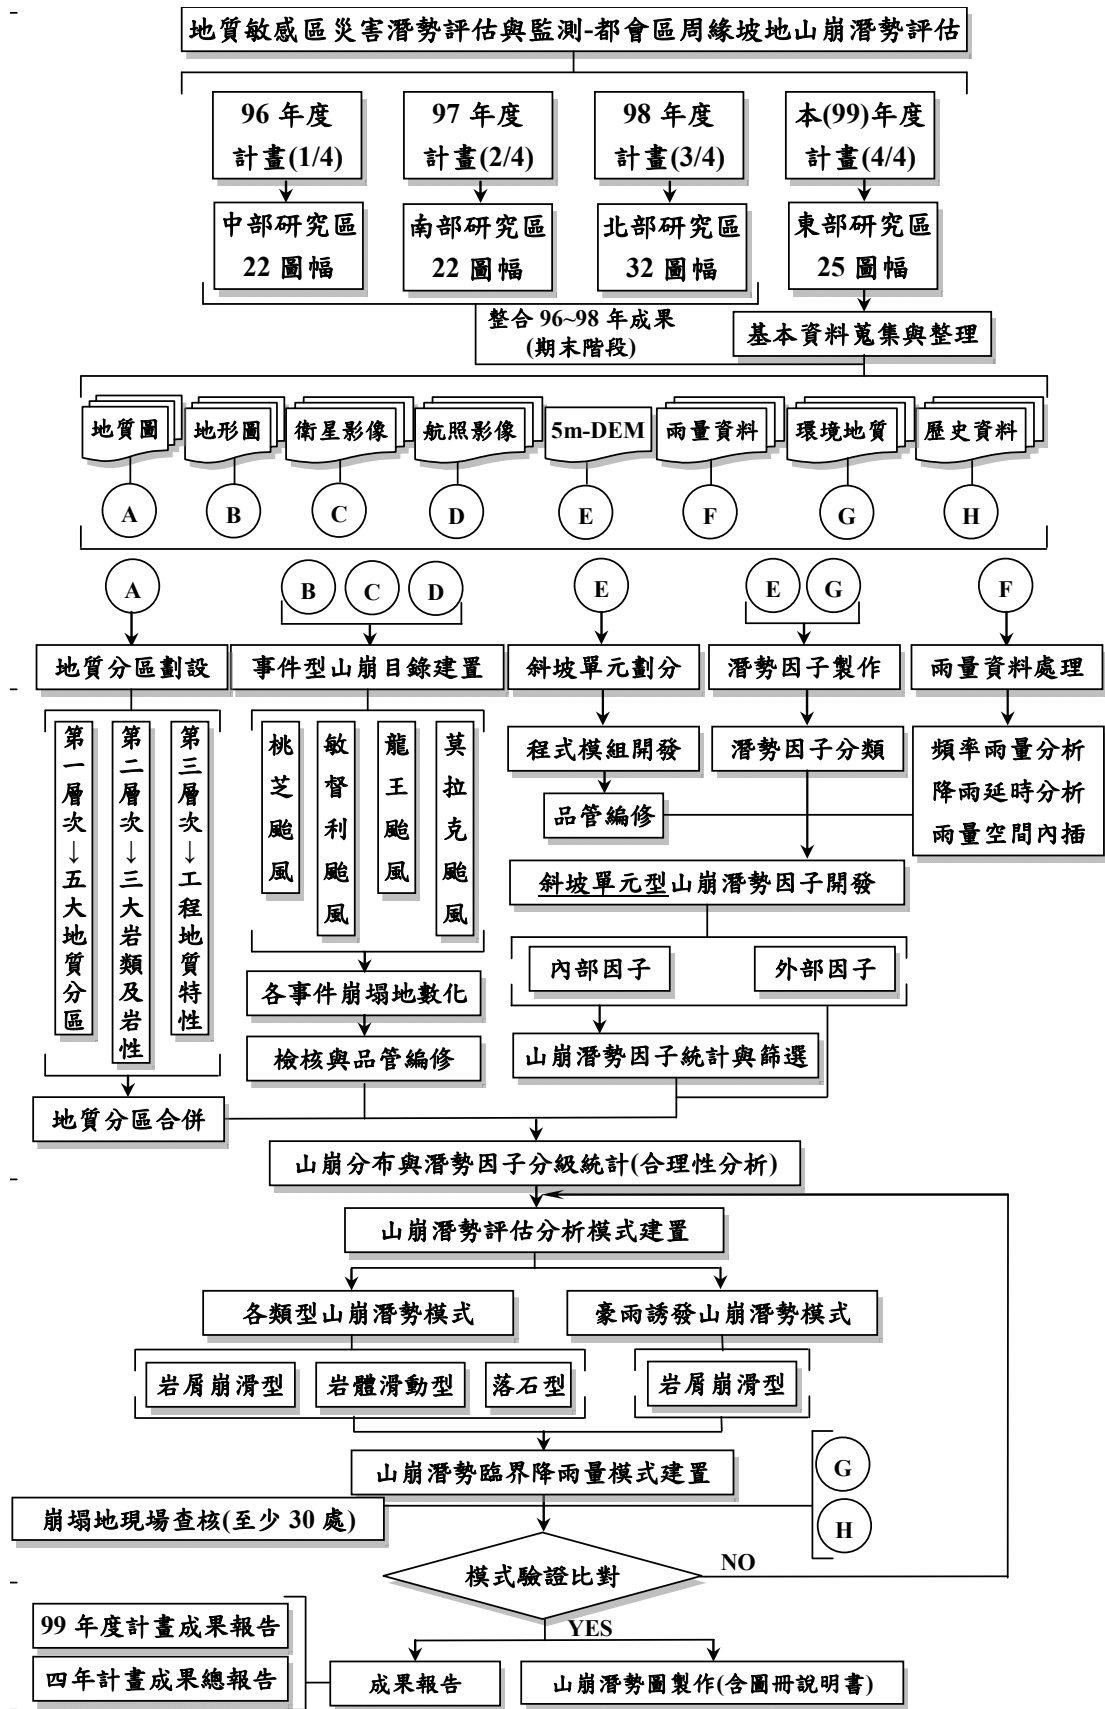 地質敏感區災害潛勢評估與監測-都會區周緣坡地山崩潛勢評估
96 年度
計畫(1/4)
97 年度
計畫(2/4)
98 年度
計畫(3/4)
本(99)年度
計畫(4/4)
中部研究區
22 圖幅
南部研究區
22 圖幅
北部研究區
32 圖幅
東部研究區
25 圖幅
整合 96~98 年成果
(期末階段)
基本資料蒐集與整理
地質圖
地形圖
衛星影像
航照影像
5m-DEM
雨量資料
環境地質
歷史資料
A
B
C
D
E
F
G
H
A
B
C
D
E
E
G
F
地質分區劃設
事件型山崩目錄建置
斜坡單元劃分
潛勢因子製作
雨量資料處理
第一層次→五大地質分區
第二層次→三大岩類及岩性
第三層次→工程地質特性
桃芝颱風
敏督利颱風
龍王颱風
莫拉克颱風
程式模組開發
品管編修
潛勢因子分類
頻率雨量分析
降雨延時分析
雨量空間內插
斜坡單元型山崩潛勢因子開發
內部因子
外部因子
各事件崩塌地數化
檢核與品管編修
山崩潛勢因子統計與篩選
地質分區合併
山崩分布與潛勢因子分級統計(合理性分析)
山崩潛勢評估分析模式建置
各類型山崩潛勢模式
豪雨誘發山崩潛勢模式
岩屑崩滑型
岩體滑動型
落石型
岩屑崩滑型
山崩潛勢臨界降雨量模式建置
G
H
崩塌地現場查核(至少 30 處)
模式驗證比對
NO
YES
99 年度計畫成果報告
四年計畫成果總報告
成果報告
山崩潛勢圖製作(含圖冊說明書)